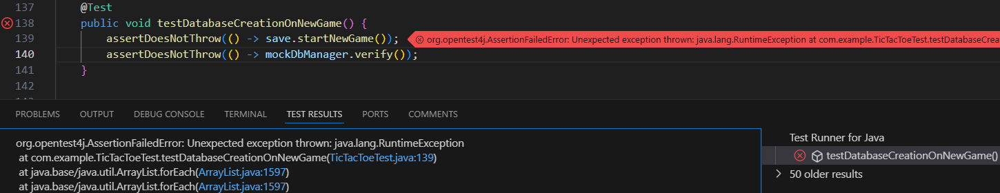 137 @Test
138 public void testDatabaseCreationOnNewGame() {
139 assertDoesNotThrow(() -> save.startNewGame()); org.opentest4j.AssertionFailedError: Unexpected exception thrown: java.lang.RuntimeException at com.example.TicTacToeTest.testDatabaseCrea
140 assertDoesNotThrow(() -> mockDbManager.verify());
141 }
142
PROBLEMS OUTPUT DEBUG CONSOLE TERMINAL TEST RESULTS PORTS COMMENTS
org.opentest4j.AssertionFailedError: Unexpected exception thrown: java.lang.RuntimeException
at com.example.TicTacToeTest.testDatabaseCreationOnNewGame(TicTacToeTest.java:139)
at java.base/java.util.ArrayList.forEach(ArrayList.java:1597)
at java.base/java.util.ArrayList.forEach(ArrayList.java:1597)
Test Runner for Java
testDatabaseCreationOnNewGame()
50 older results